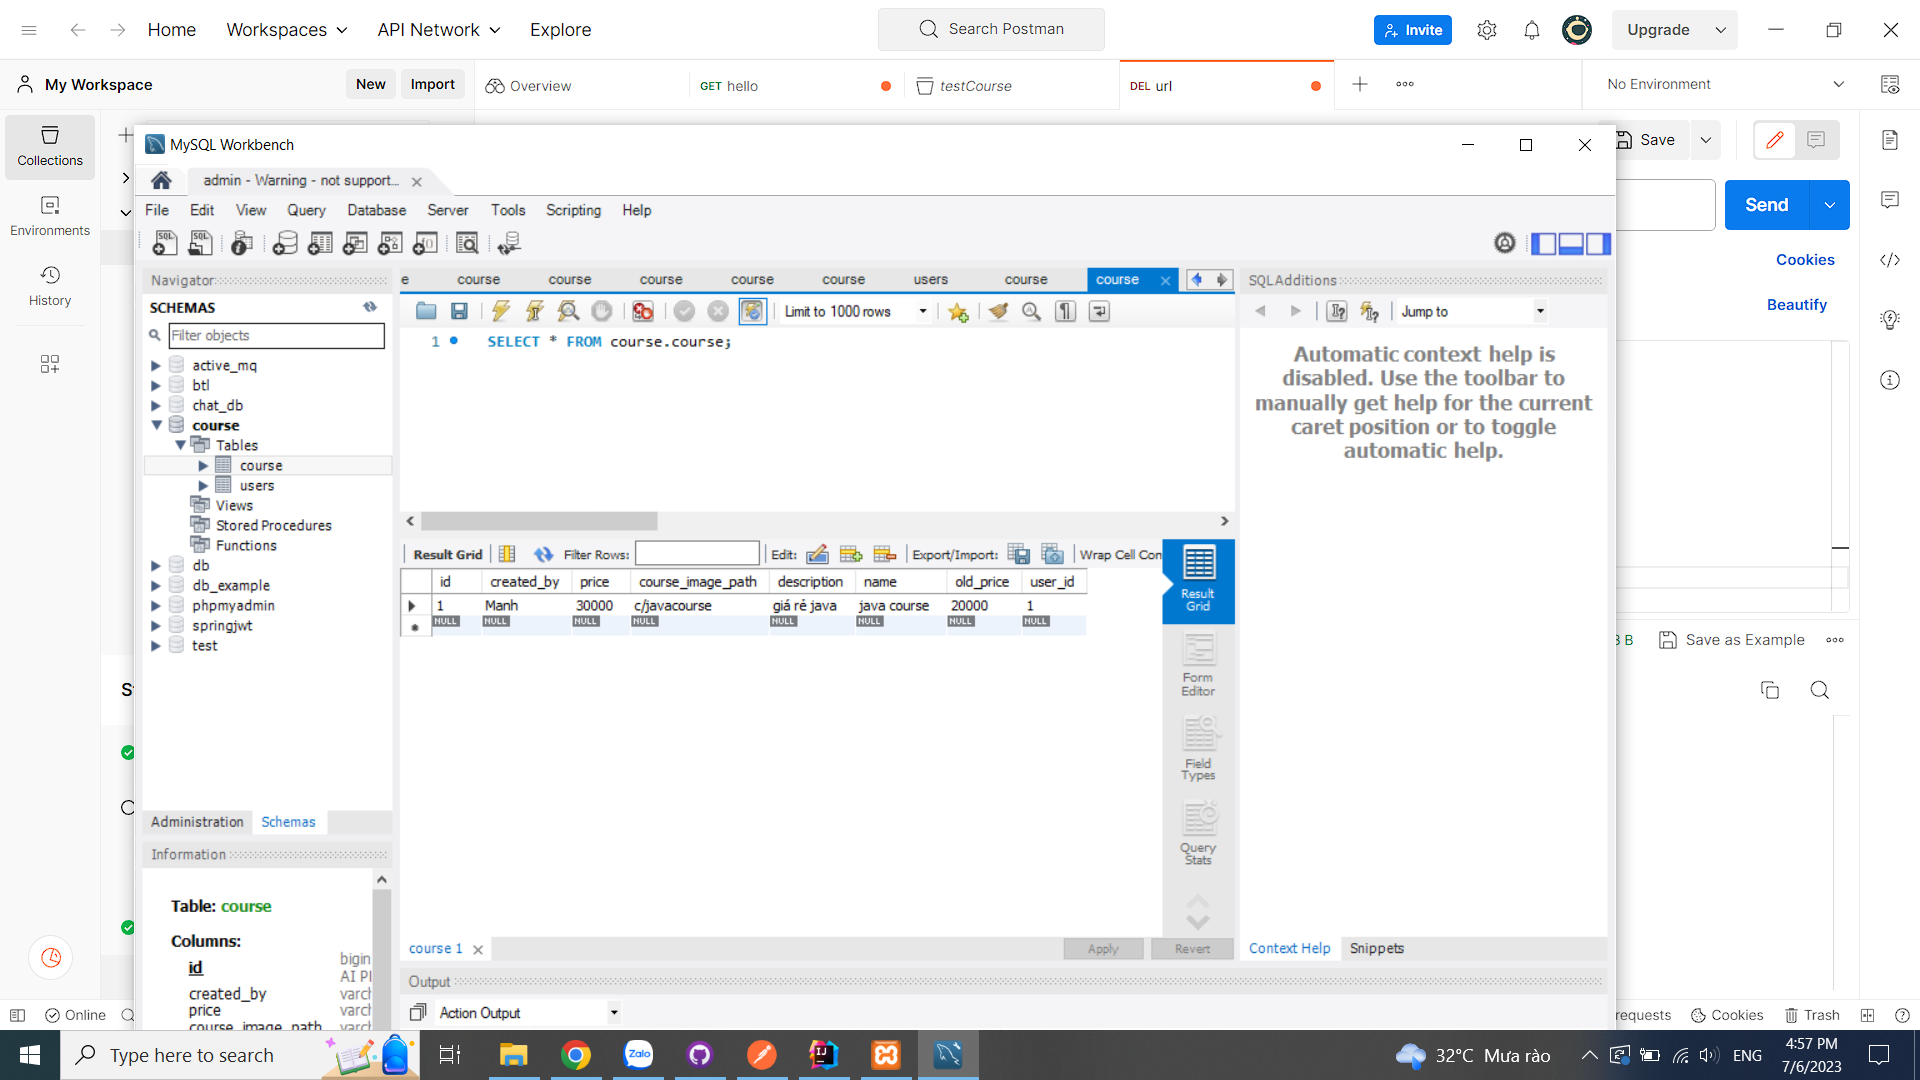 Home
Workspaces
API Network
Explore
Search Postman
Invite
Upgrade
My Workspace
New
Import
Overview
GET hello
testCourse
DEL url
No Environment
Collections
Environments
History
Save
Send
Cookies
Beautify
MySQL Workbench
admin - Warning - not support...
File Edit View Query Database Server Tools Scripting Help
Navigator
SCHEMAS
Filter objects
active_mq
btl
chat_db
course
Tables
course
users
Views
Stored Procedures
Functions
db
db_example
phpmyadmin
springjwt
test
Administration Schemas
Information
Table: course
Columns:
id bigin
AI PI
created_by varch
price varch
course_image_path varch
e course course course course course users course course
Limit to 1000 rows
1 SELECT * FROM course.course;
Result Grid Filter Rows: Edit: Export/Import: Wrap Cell Con
id created_by price course_image_path description name old_price user_id
1 Manh 30000 c/javacourse giá rẻ java java course 20000 1
NULL NULL NULL NULL NULL NULL NULL NULL
Result
Grid
Form
Editor
Field
Types
Query
Stats
course 1
Apply
Revert
Output
Action Output
SQLAdditions
Jump to
Automatic context help is
disabled. Use the toolbar to
manually get help for the current
caret position or to toggle
automatic help.
Context Help Snippets
B
Save as Example
Online
requests
Cookies
Trash
Type here to search
Zalo
32°C Mưa rào
ENG
4:57 PM
7/6/2023